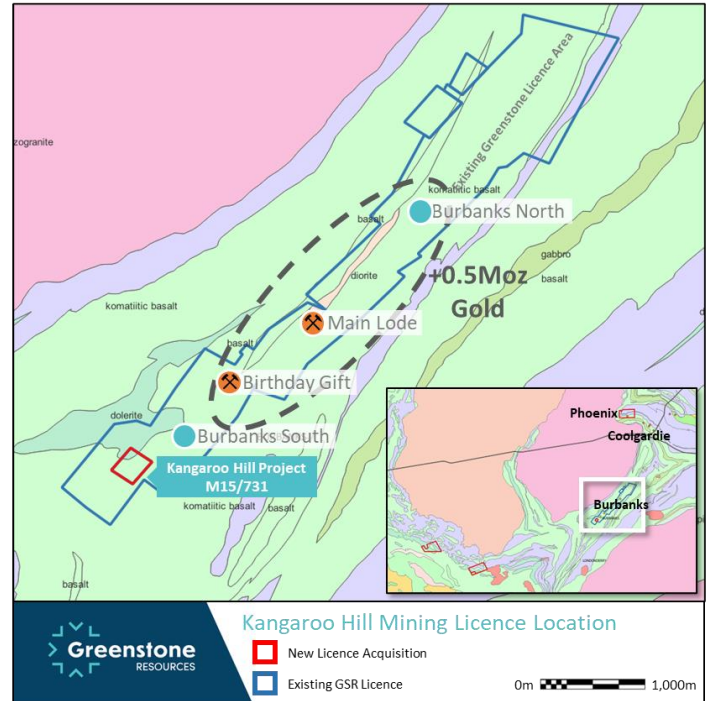 zogranite
Existing Greenstone Licence Area
komatiitic basalt
Burbanks North
basalt
gabbro
basalt
diorite
+0.5Moz
Gold
komatiitic basalt
Main Lode
basalt
Birthday Gift
dolerite
Burbanks South
Kangaroo Hill Project
M15/731
komatiitic basalt
basalt
basalt
Phoenix
Coolgardie
Burbanks
Kangaroo Hill Mining Licence Location
Greenstone
RESOURCES
New Licence Acquisition
Existing GSR Licence
0m
1,000m